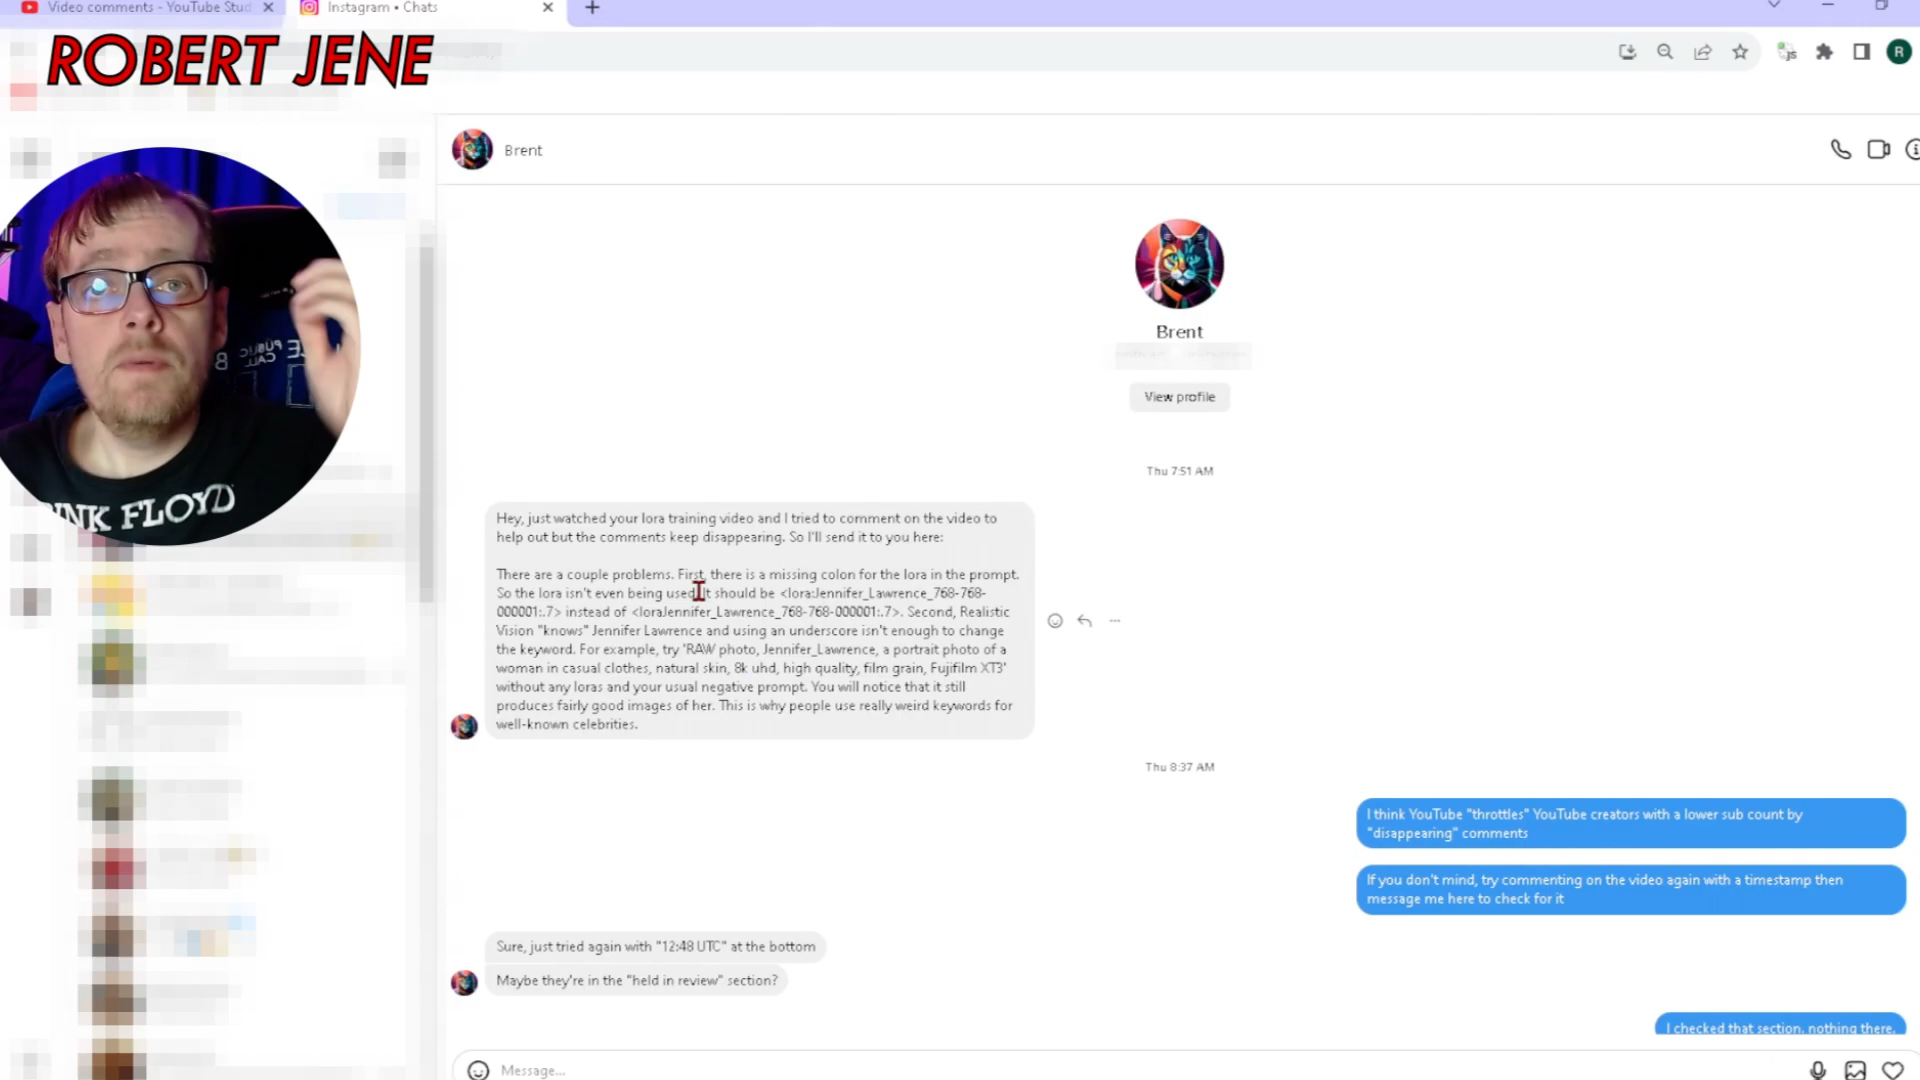 Video comments - YouTube Stud
Instagram • Chats
ROBERT JENE
R
Brent
Brent
View profile
PINK FLOYD
Thu 7:51 AM
Hey, just watched your lora training video and I tried to comment on the video to
help out but the comments keep disappearing. So I'll send it to you here:
There are a couple problems. First, there is a missing colon for the lora in the prompt.
So the lora isn't even being used. It should be <lora:Jennifer_Lawrence_768-768-
000001:.7> instead of <loraJennifer_Lawrence_768-768-000001:.7>. Second, Realistic
Vision "knows" Jennifer Lawrence and using an underscore isn't enough to change
the keyword. For example, try 'RAW photo, Jennifer_Lawrence, a portrait photo of a
woman in casual clothes, natural skin, 8k uhd, high quality, film grain, Fujifilm XT3'
without any loras and your usual negative prompt. You will notice that it still
produces fairly good images of her. This is why people use really weird keywords for
well-known celebrities.
Thu 8:37 AM
I think YouTube "throttles" YouTube creators with a lower sub count by
"disappearing" comments
If you don't mind, try commenting on the video again with a timestamp then
message me here to check for it
Sure, just tried again with "12:48 UTC" at the bottom
Maybe they're in the "held in review" section?
I checked that section, nothing there.
Message...